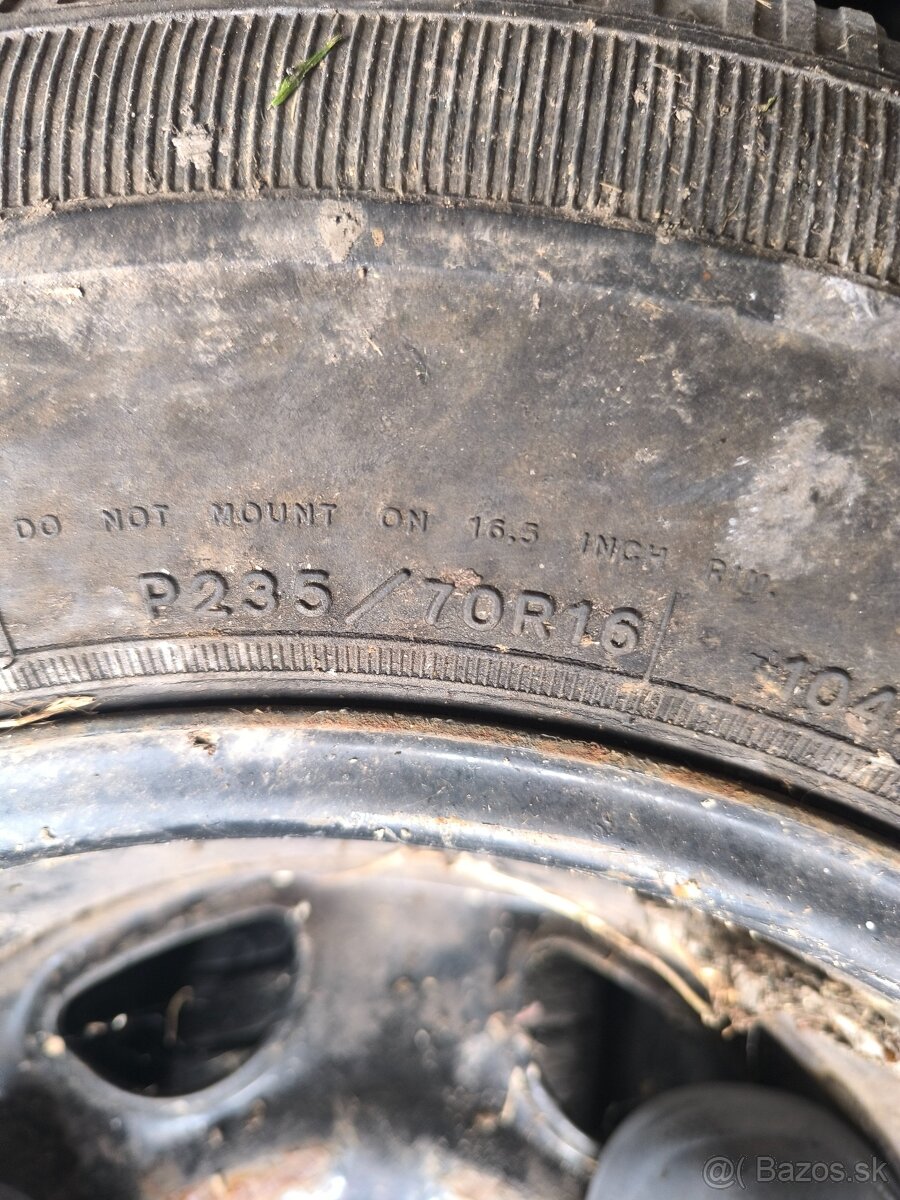 DO NOT MOUNT ON 16.5 INCH RIM.
P235/70R16 104
@( Bazos.sk